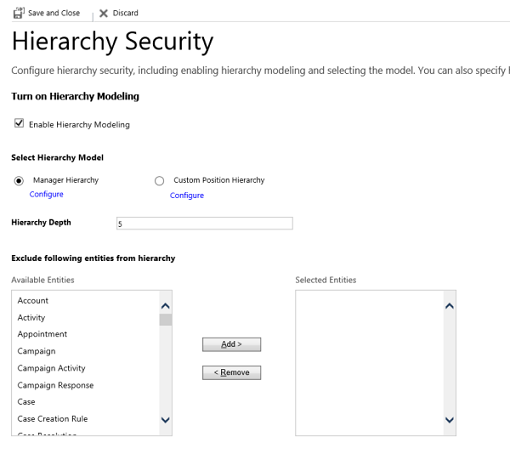 Save and Close Discard
Hierarchy Security
Configure hierarchy security, including enabling hierarchy modeling and selecting the model. You can also specify
Turn on Hierarchy Modeling
Enable Hierarchy Modeling
Select Hierarchy Model
Manager Hierarchy Custom Position Hierarchy
Configure Configure
Hierarchy Depth 5
Exclude following entities from hierarchy
Available Entities Selected Entities
Account
Activity
Appointment
Campaign
Add >
Campaign Activity
< Remove
Campaign Response
Case
Case Creation Rule